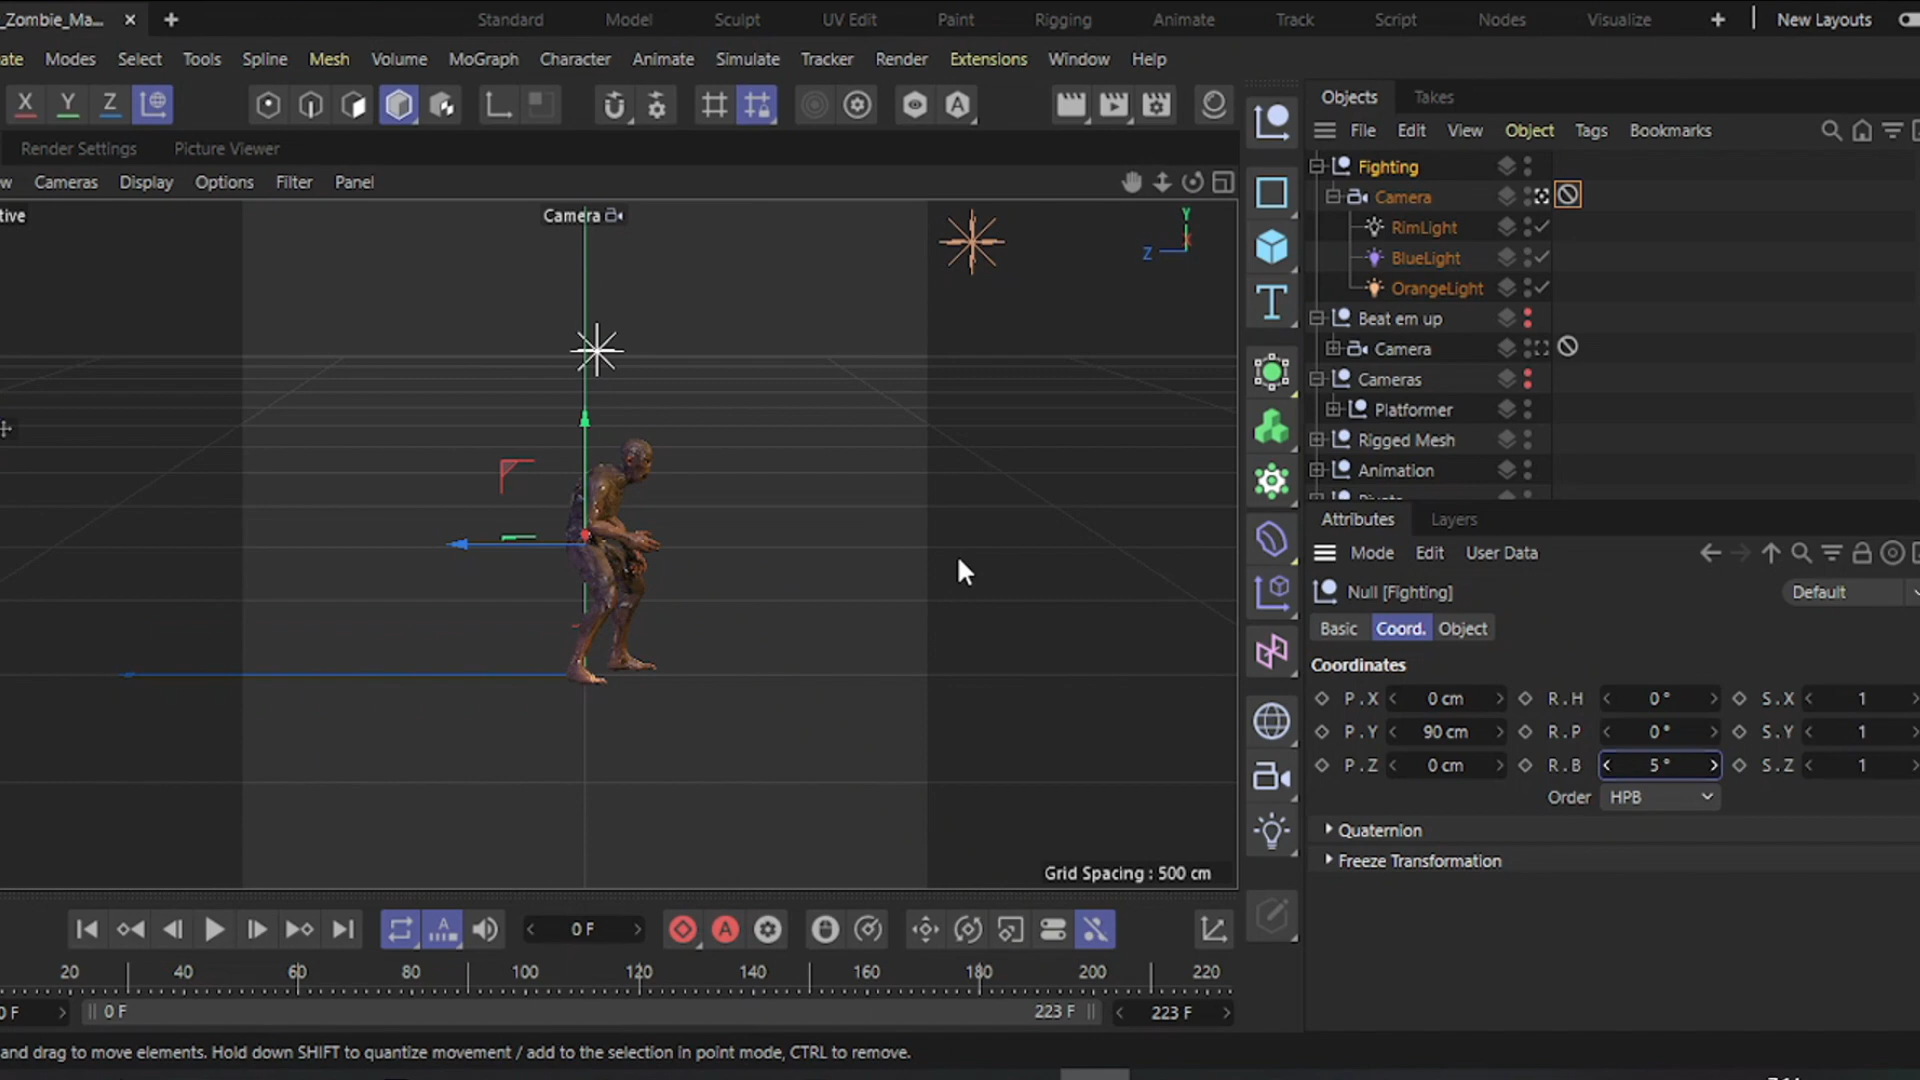 _Zombie_Ma... Standard Model Sculpt UV Edit Paint Rigging Animate Track Script Nodes Visualize New Layouts
ate Modes Select Tools Spline Mesh Volume MoGraph Character Animate Simulate Tracker Render Extensions Window Help
X Y Z
Objects Takes
File Edit View Object Tags Bookmarks
Render Settings Picture Viewer
w Cameras Display Options Filter Panel
tive Camera
Y
X
Z
Fighting
Camera
RimLight
BlueLight
OrangeLight
Beat em up
Camera
Cameras
Platformer
Rigged Mesh
Animation
Attributes Layers
Mode Edit User Data
Null [Fighting] Default
Basic Coord. Object
Coordinates
P . X 0 cm R . H 0 ° S . X 1
P . Y 90 cm R . P 0 ° S . Y 1
P . Z 0 cm R . B 5 ° S . Z 1
Order HPB
Quaternion
Freeze Transformation
Grid Spacing : 500 cm
0 F
20 40 60 80 100 120 140 160 180 200 220
0 F 0 F 223 F 223 F
and drag to move elements. Hold down SHIFT to quantize movement / add to the selection in point mode, CTRL to remove.